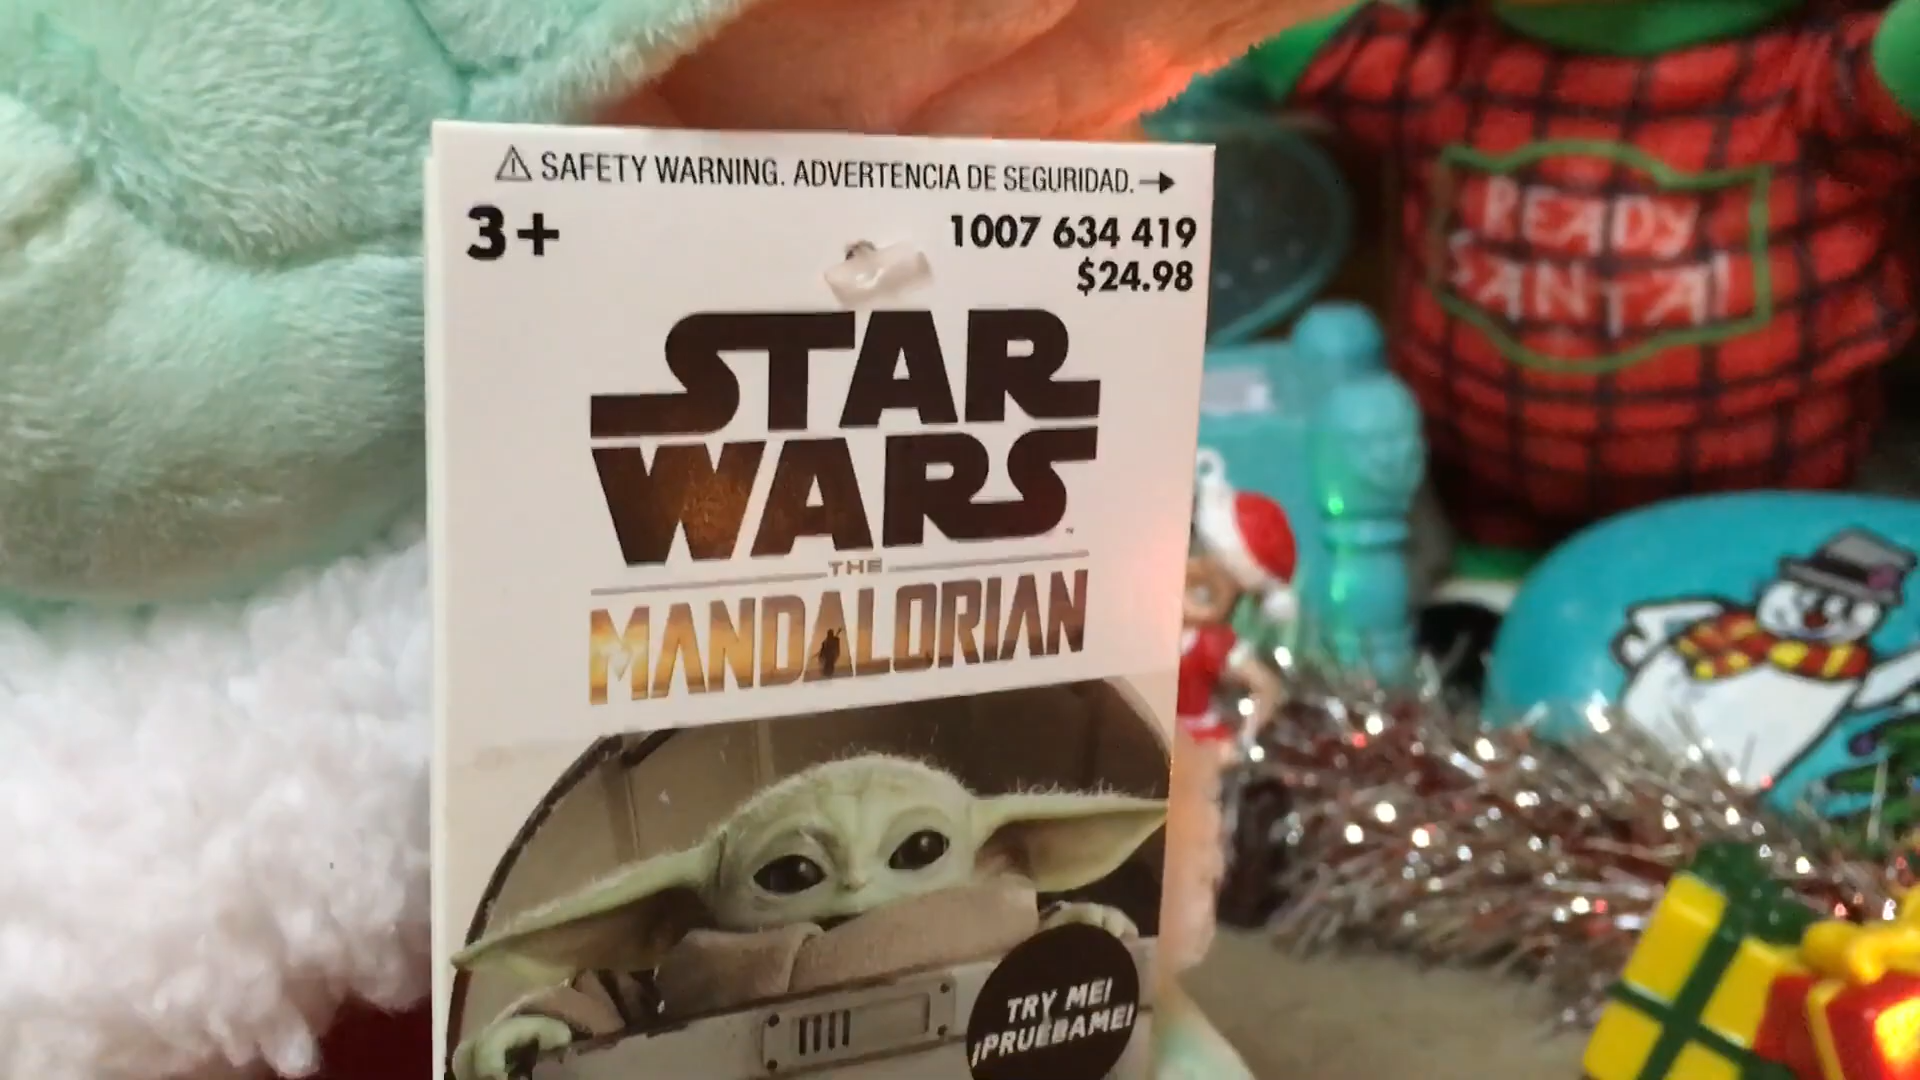 ⚠ SAFETY WARNING. ADVERTENCIA DE SEGURIDAD.→
3+
1007 634 419
$24.98
STAR
WARS
THE
MANDALORIAN
TRY ME!
¡PRUÉBAME!
READY
SANTA!